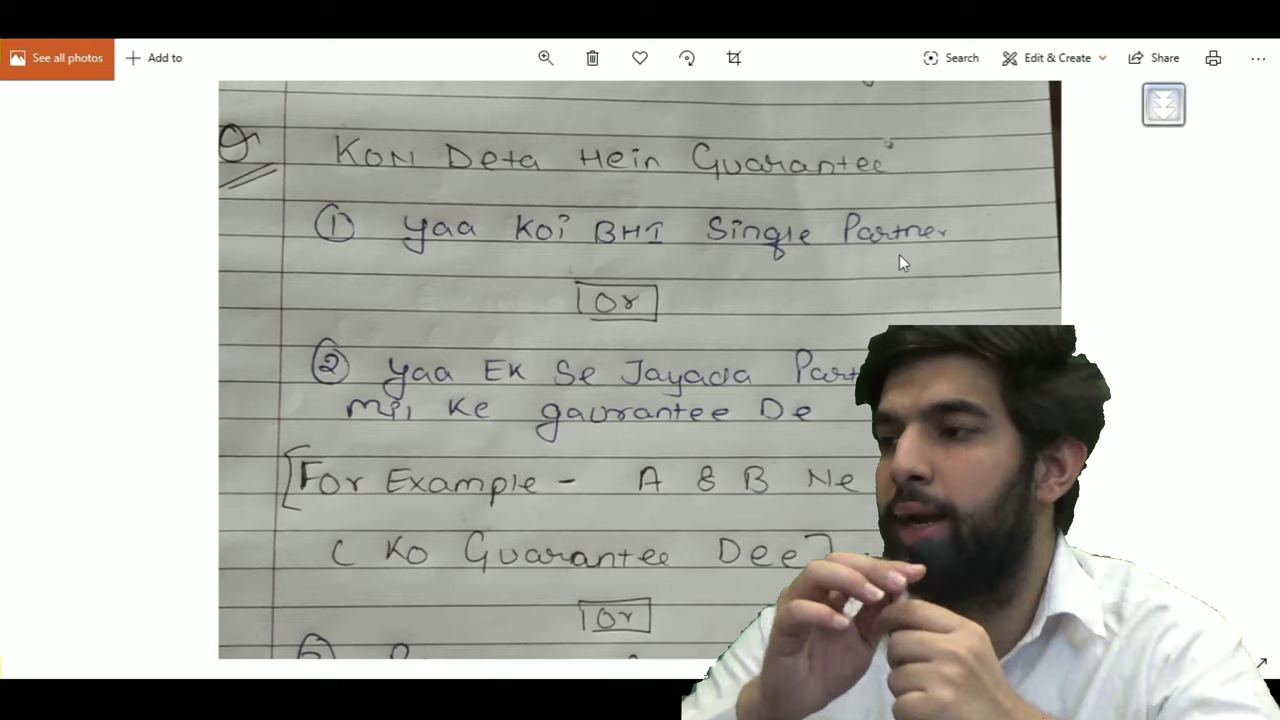 See all photos
Add to
Search
Edit & Create
Share
Q
KON Deta Hein Guarantee
① yaa Koi BHI Single Partner
Or
② yaa EK Se Jayada Part
Mil Ke gaurantee De
[For Example - A & B Ne
C Ko Guarantee Dee]
Or